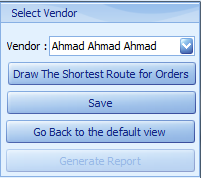 Select Vendor
Vendor : Ahmad Ahmad Ahmad
Draw The Shortest Route for Orders
Save
Go Back to the default view
Generate Report